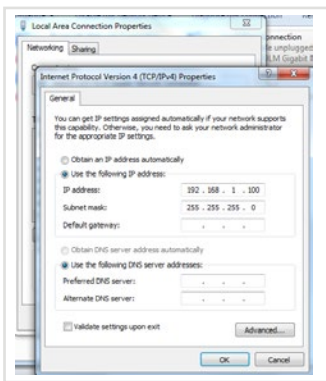 Local Area Connection Properties
Networking Sharing
onnection
le unplugged
Internet Protocol Version 4 (TCP/IPv4) Properties
General
You can get IP settings assigned automatically if your network supports
this capability. Otherwise, you need to ask your network administrator
for the appropriate IP settings.
Obtain an IP address automatically
Use the following IP address:
IP address: 192 . 168 . 1 . 100
Subnet mask: 255 . 255 . 255 . 0
Default gateway: . . .
Obtain DNS server address automatically
Use the following DNS server addresses:
Preferred DNS server: . . .
Alternate DNS server: . . .
Validate settings upon exit
Advanced...
OK Cancel